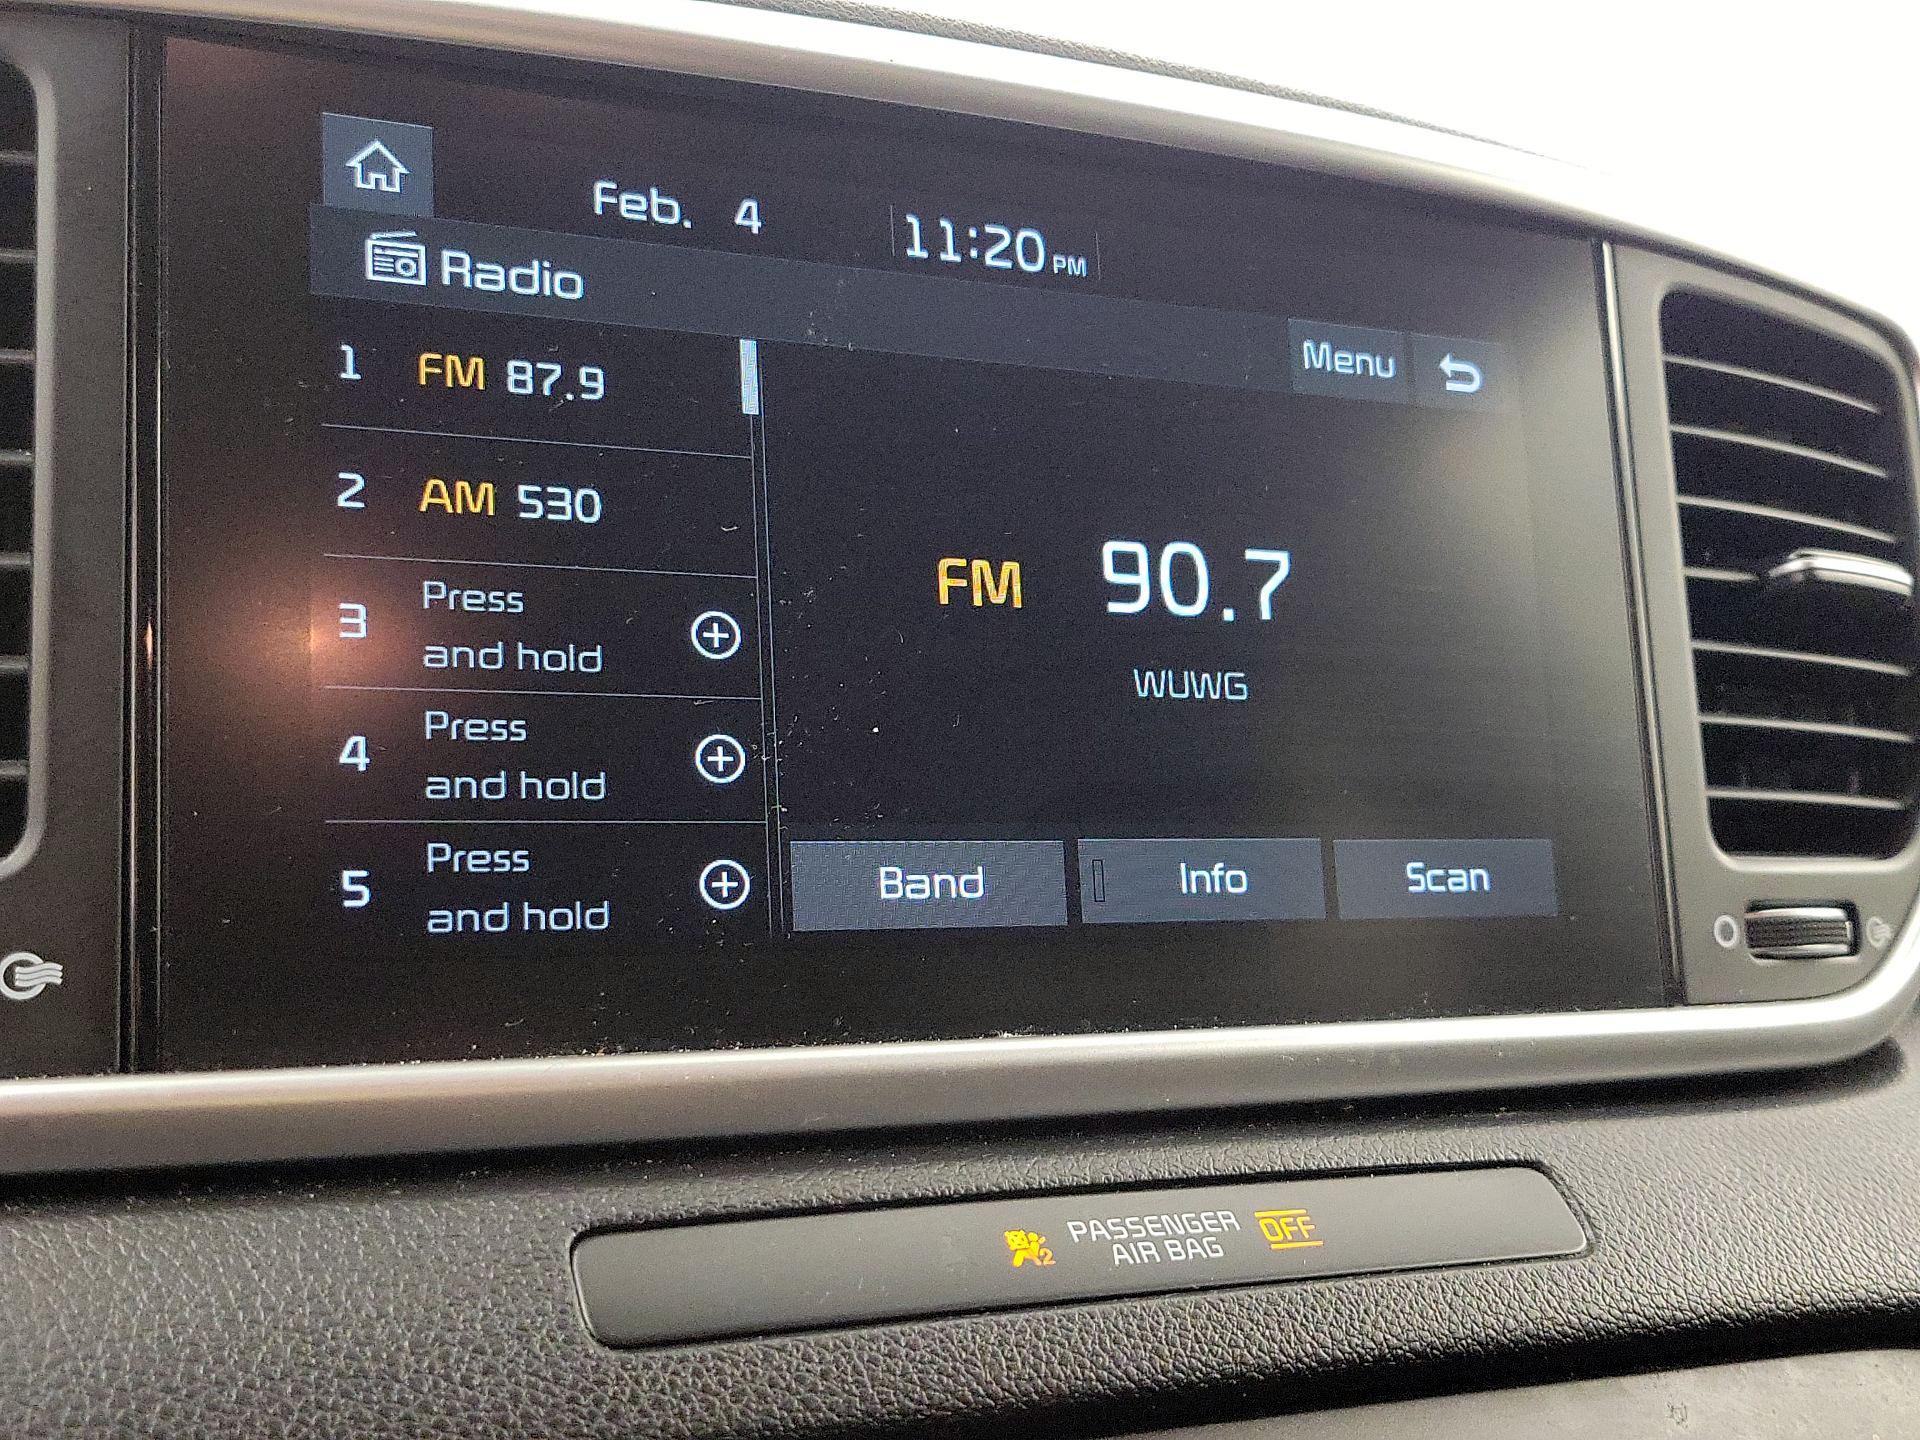 Feb. 4 11:20 PM
Radio
Menu
1 FM 87.9
2 AM 530
3 Press
and hold
4 Press
and hold
5 Press
and hold
FM 90.7
WUWG
Band Info Scan
2 PASSENGER
AIR BAG OFF